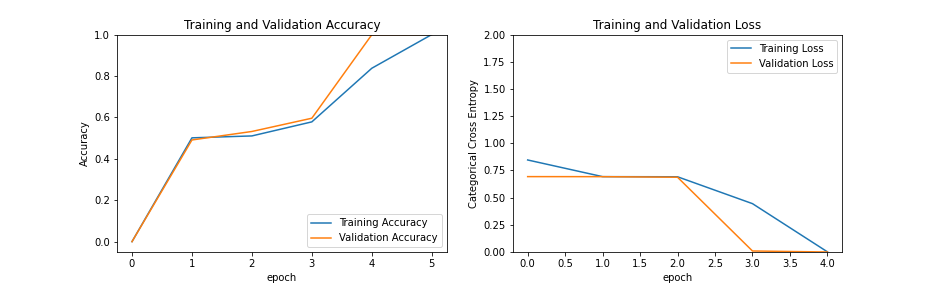 Training and Validation Accuracy
Accuracy
1.0
0.8
0.6
0.4
0.2
0.0
Training Accuracy
Validation Accuracy
0 1 2 3 4 5
epoch
Training and Validation Loss
Categorical Cross Entropy
2.00
1.75
1.50
1.25
1.00
0.75
0.50
0.25
0.00
Training Loss
Validation Loss
0.0 0.5 1.0 1.5 2.0 2.5 3.0 3.5 4.0
epoch